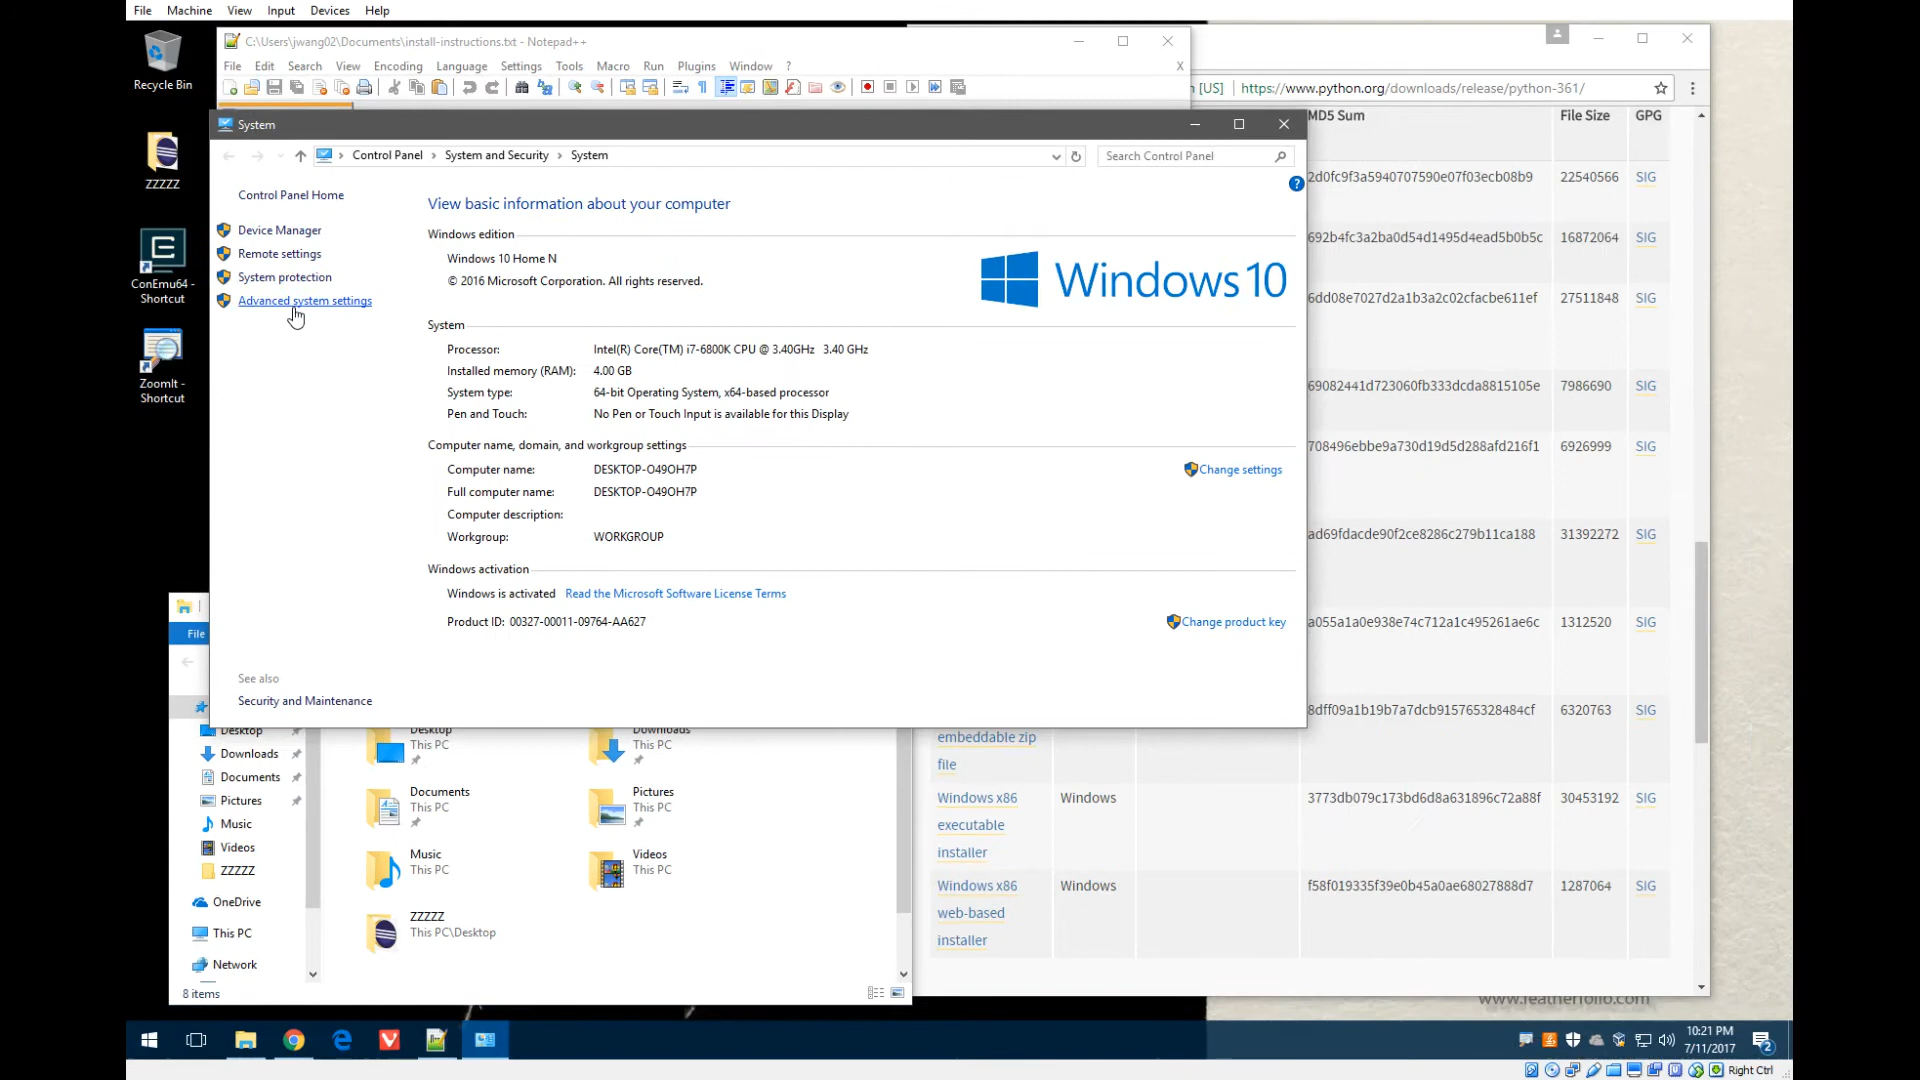 File Machine View Input Devices Help
Recycle Bin
ZZZZZ
ConEmu64 -
Shortcut
ZoomIt -
Shortcut
C:\Users\jwang02\Documents\install-instructions.txt - Notepad++
File Edit Search View Encoding Language Settings Tools Macro Run Plugins Window ? X
[US] https://www.python.org/downloads/release/python-361/
System
Control Panel System and Security System
Search Control Panel
Control Panel Home
Device Manager
Remote settings
System protection
Advanced system settings
See also
Security and Maintenance
View basic information about your computer
Windows edition
Windows 10 Home N
© 2016 Microsoft Corporation. All rights reserved.
Windows 10
System
Processor: Intel(R) Core(TM) i7-6800K CPU @ 3.40GHz 3.40 GHz
Installed memory (RAM): 4.00 GB
System type: 64-bit Operating System, x64-based processor
Pen and Touch: No Pen or Touch Input is available for this Display
Computer name, domain, and workgroup settings
Computer name: DESKTOP-O49OH7P
Change settings
Full computer name: DESKTOP-O49OH7P
Computer description:
Workgroup: WORKGROUP
Windows activation
Windows is activated Read the Microsoft Software License Terms
Product ID: 00327-00011-09764-AA627
Change product key
MD5 Sum File Size GPG
2d0fc9f3a5940707590e07f03ecb08b9 22540566 SIG
692b4fc3a2ba0d54d1495d4ead5b0b5c 16872064 SIG
6dd08e7027d2a1b3a2c02cfacbe611ef 27511848 SIG
69082441d723060fb333dcda8815105e 7986690 SIG
708496ebbe9a730d19d5d288afd216f1 6926999 SIG
ad69fdacde90f2ce8286c279b11ca188 31392272 SIG
a055a1a0e938e74c712a1c495261ae6c 1312520 SIG
8dff09a1b19b7a7dcb915765328484cf 6320763 SIG
embeddable zip
file
Windows x86
executable
installer
Windows
3773db079c173bd6d8a631896c72a88f 30453192 SIG
Windows x86
web-based
installer
Windows
f58f019335f39e0b45a0ae68027888d7 1287064 SIG
File
Desktop
Downloads
Documents
Pictures
Music
Videos
ZZZZZ
OneDrive
This PC
Network
Desktop
This PC
Downloads
This PC
Documents
This PC
Pictures
This PC
Music
This PC
Videos
This PC
ZZZZZ
This PC\Desktop
8 items
www.featherfolio.com
10:21 PM
7/11/2017
2
Right Ctrl